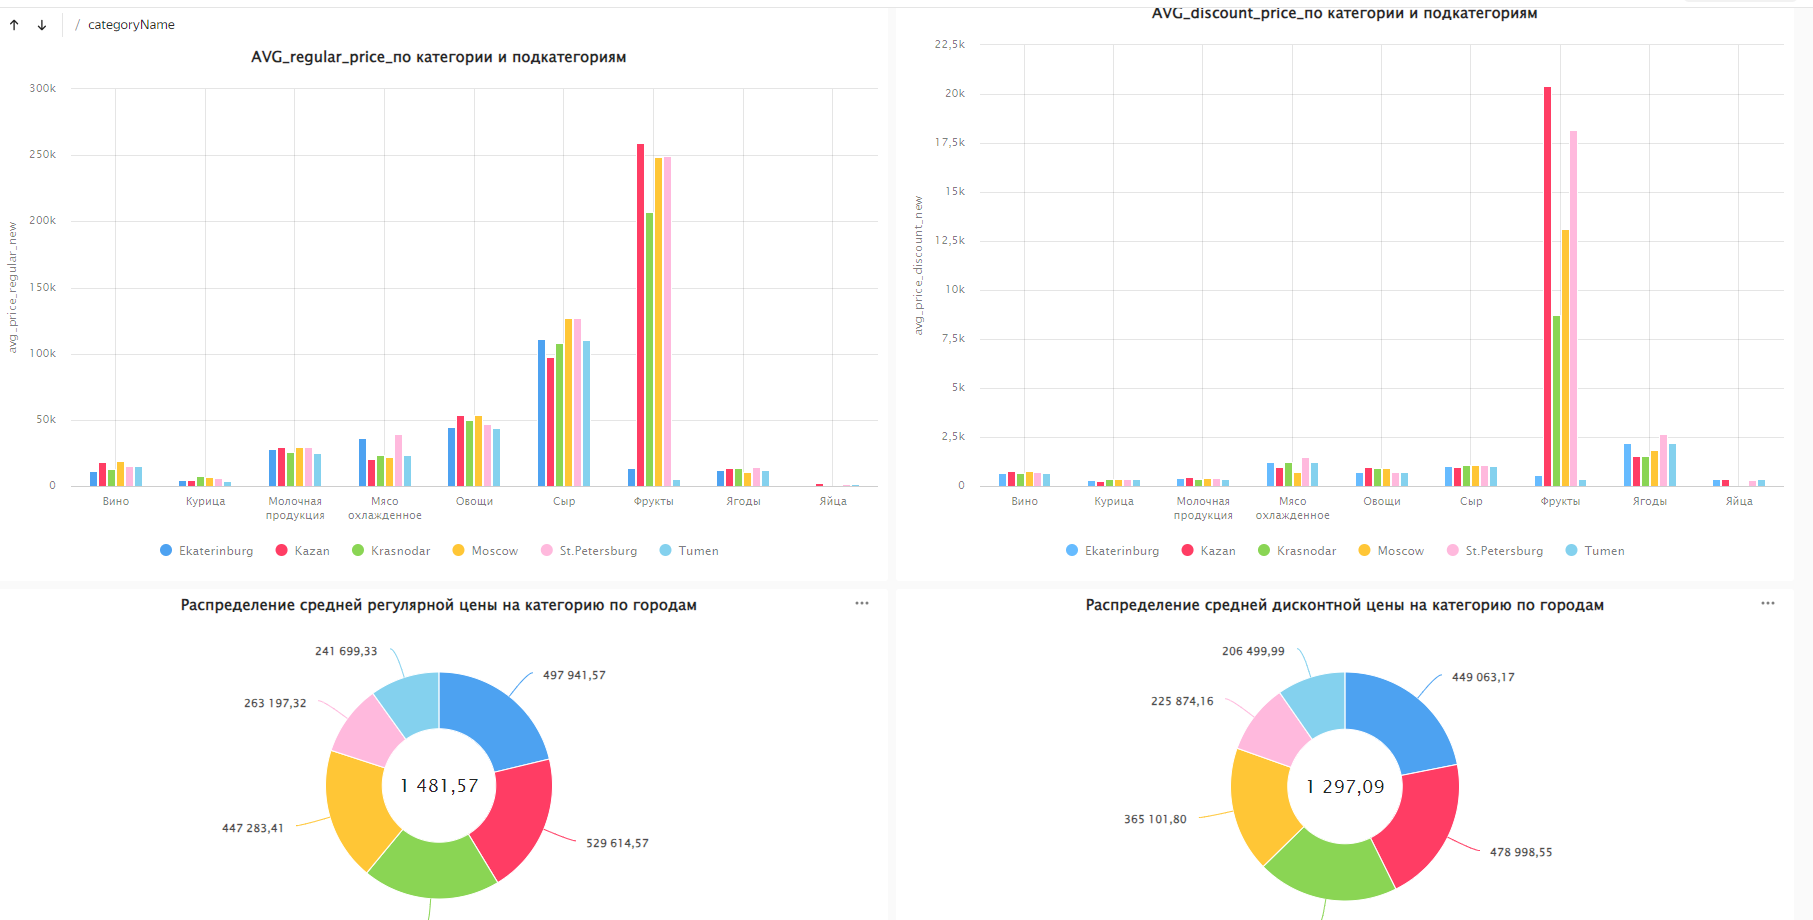 / categoryName
AVG_regular_price_по категории и подкатегориям
300k
250k
200k
150k
100k
50k
0
avg_price_regular_new
Вино
Курица
Молочная
продукция
Мясо
охлажденное
Овощи
Сыр
Фрукты
Ягоды
Яйца
Ekaterinburg
Kazan
Krasnodar
Moscow
St.Petersburg
Tumen
AVG_discount_price_по категории и подкатегориям
22,5k
20k
17,5k
15k
12,5k
10k
7,5k
5k
2,5k
0
avg_price_discount_new
Вино
Курица
Молочная
продукция
Мясо
охлажденное
Овощи
Сыр
Фрукты
Ягоды
Яйца
Ekaterinburg
Kazan
Krasnodar
Moscow
St.Petersburg
Tumen
Распределение средней регулярной цены на категорию по городам
241 699,33
497 941,57
263 197,32
1 481,57
447 283,41
529 614,57
Распределение средней дисконтной цены на категорию по городам
206 499,99
449 063,17
225 874,16
1 297,09
365 101,80
478 998,55